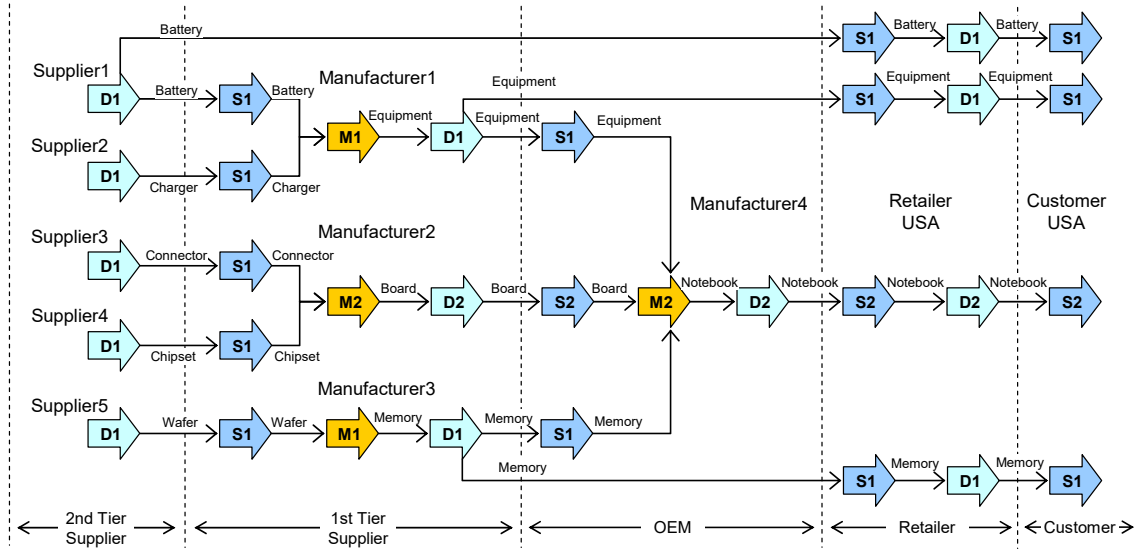 Battery
S1
Battery
D1
Battery
S1
Supplier1
Manufacturer1
Equipment
Equipment
Equipment
D1
Battery
S1
Battery
S1
D1
S1
Equipment
Equipment
Equipment
M1
D1
S1
Supplier2
D1
Charger
S1
Charger
Manufacturer4
Retailer
USA
Customer
USA
Supplier3
Manufacturer2
D1
Connector
S1
Connector
M2
Board
D2
Board
S2
Board
M2
Notebook
D2
Notebook
S2
Notebook
D2
Notebook
S2
Supplier4
D1
Chipset
S1
Chipset
Supplier5
Manufacturer3
D1
Wafer
S1
Wafer
M1
Memory
D1
Memory
S1
Memory
Memory
S1
Memory
D1
Memory
S1
2nd Tier
Supplier
1st Tier
Supplier
OEM
Retailer
Customer